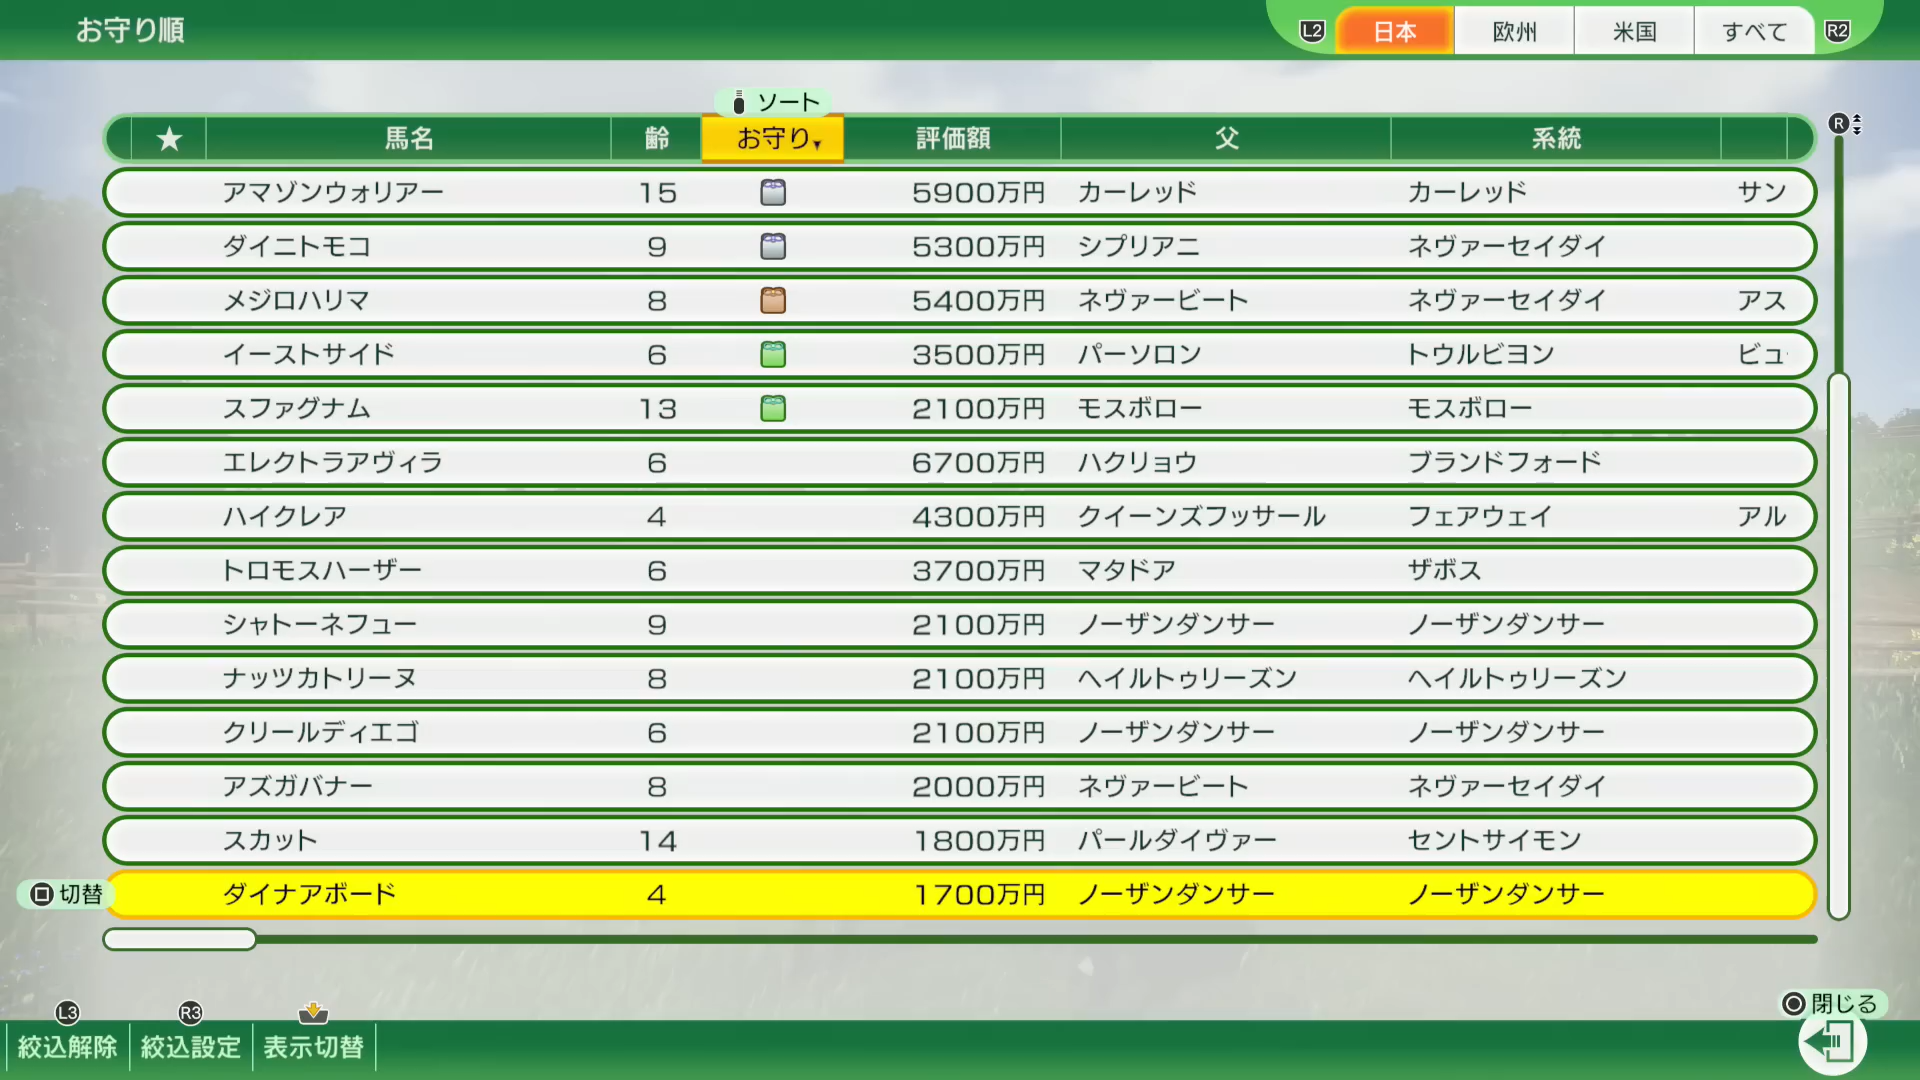 お守り順
L2 日本 欧州 米国 すべて R2
ソート
★ 馬名 齢 お守り▼ 評価額 父 系統
R
アマゾンウォリアー 15 5900万円 カーレッド カーレッド サン
ダイニトモコ 9 5300万円 シプリアニ ネヴァーセイダイ
メジロハリマ 8 5400万円 ネヴァービート ネヴァーセイダイ アス
イーストサイド 6 3500万円 パーソロン トウルビヨン ビュ
スファグナム 13 2100万円 モスボロー モスボロー
エレクトラアヴィラ 6 6700万円 ハクリョウ ブランドフォード
ハイクレア 4 4300万円 クイーンズフッサール フェアウェイ アル
トロモスハーザー 6 3700万円 マタドア ザボス
シャトーネフュー 9 2100万円 ノーザンダンサー ノーザンダンサー
ナッツカトリーヌ 8 2100万円 ヘイルトゥリーズン ヘイルトゥリーズン
クリールディエゴ 6 2100万円 ノーザンダンサー ノーザンダンサー
アズガバナー 8 2000万円 ネヴァービート ネヴァーセイダイ
スカット 14 1800万円 パールダイヴァー セントサイモン
切替 ダイナアボード 4 1700万円 ノーザンダンサー ノーザンダンサー
閉じる
L3 R3
絞込解除 絞込設定 表示切替